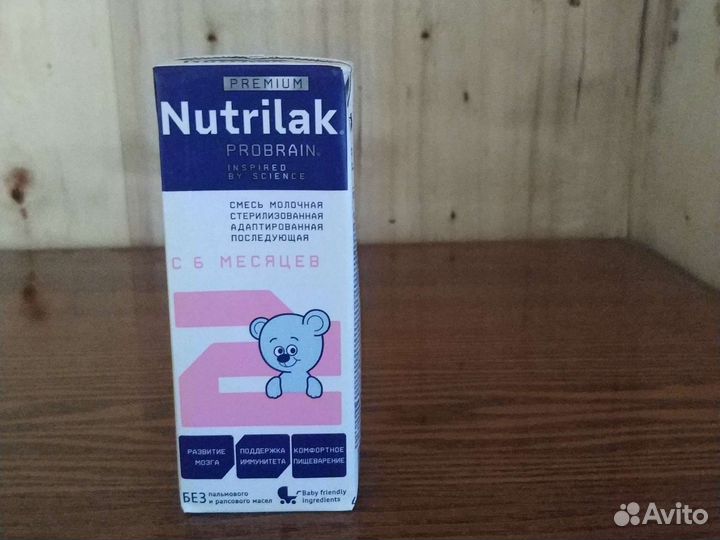 PREMIUM
Nutrilak®
PROBRAIN®
INSPIRED
BY SCIENCE
СМЕСЬ МОЛОЧНАЯ
СТЕРИЛИЗОВАННАЯ
АДАПТИРОВАННАЯ
ПОСЛЕДУЮЩАЯ
С 6 МЕСЯЦЕВ
2
РАЗВИТИЕ
МОЗГА
ПОДДЕРЖКА
ИММУНИТЕТА
КОМФОРТНОЕ
ПИЩЕВАРЕНИЕ
БЕЗ пальмового
и рапсового масел
Baby friendly
ingredients
Avito